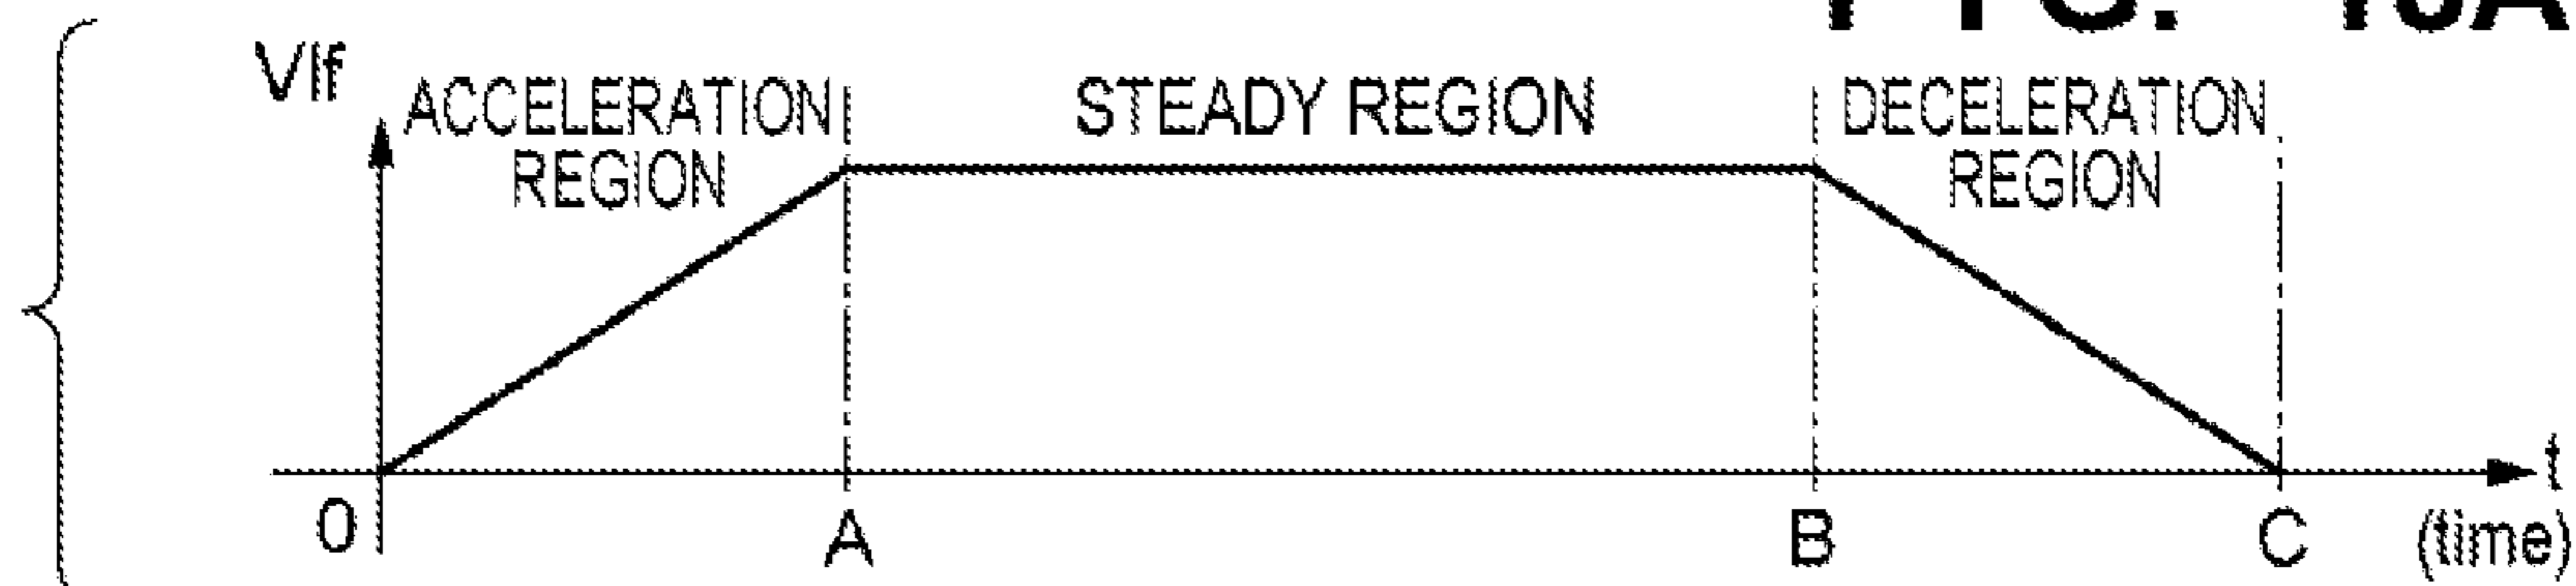 Vlf
ACCELERATION
REGION
STEADY REGION
DECELERATION
REGION
0
A
B
C
t
(time)